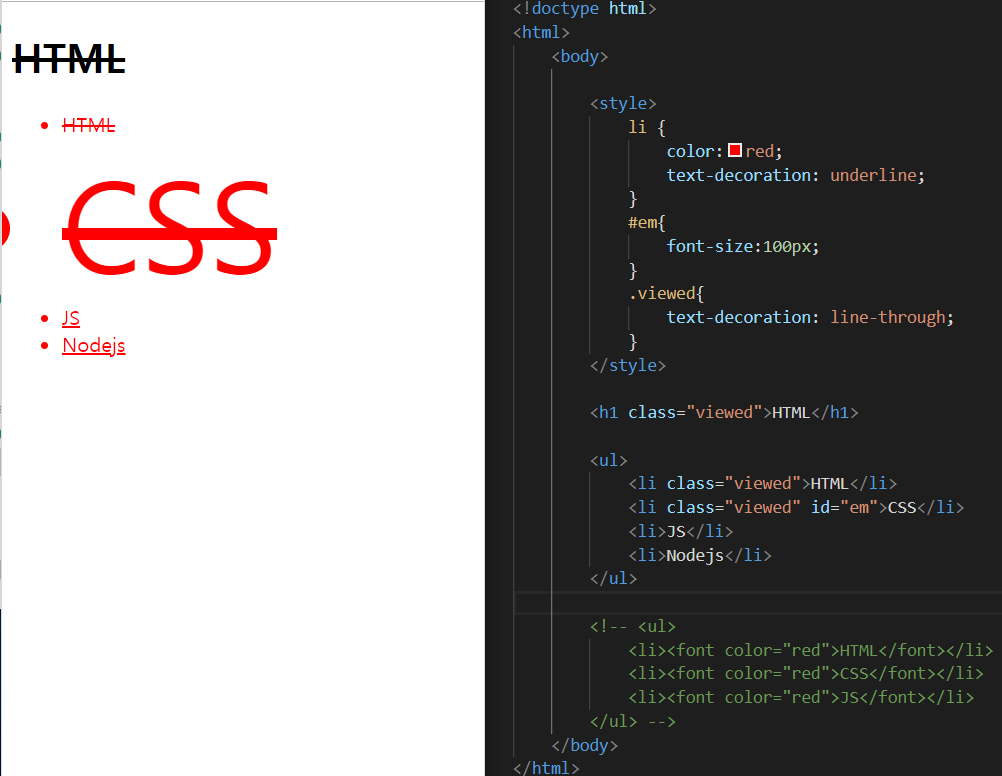 HTML
HTML
CSS
JS
Nodejs
<!doctype html>
<html>
<body>
<style>
li {
color: red;
text-decoration: underline;
}
#em{
font-size:100px;
}
.viewed{
text-decoration: line-through;
}
</style>
<h1 class="viewed">HTML</h1>
<ul>
<li class="viewed">HTML</li>
<li class="viewed" id="em">CSS</li>
<li>JS</li>
<li>Nodejs</li>
</ul>
<!-- <ul>
<li><font color="red">HTML</font></li>
<li><font color="red">CSS</font></li>
<li><font color="red">JS</font></li>
</ul> -->
</body>
</html>